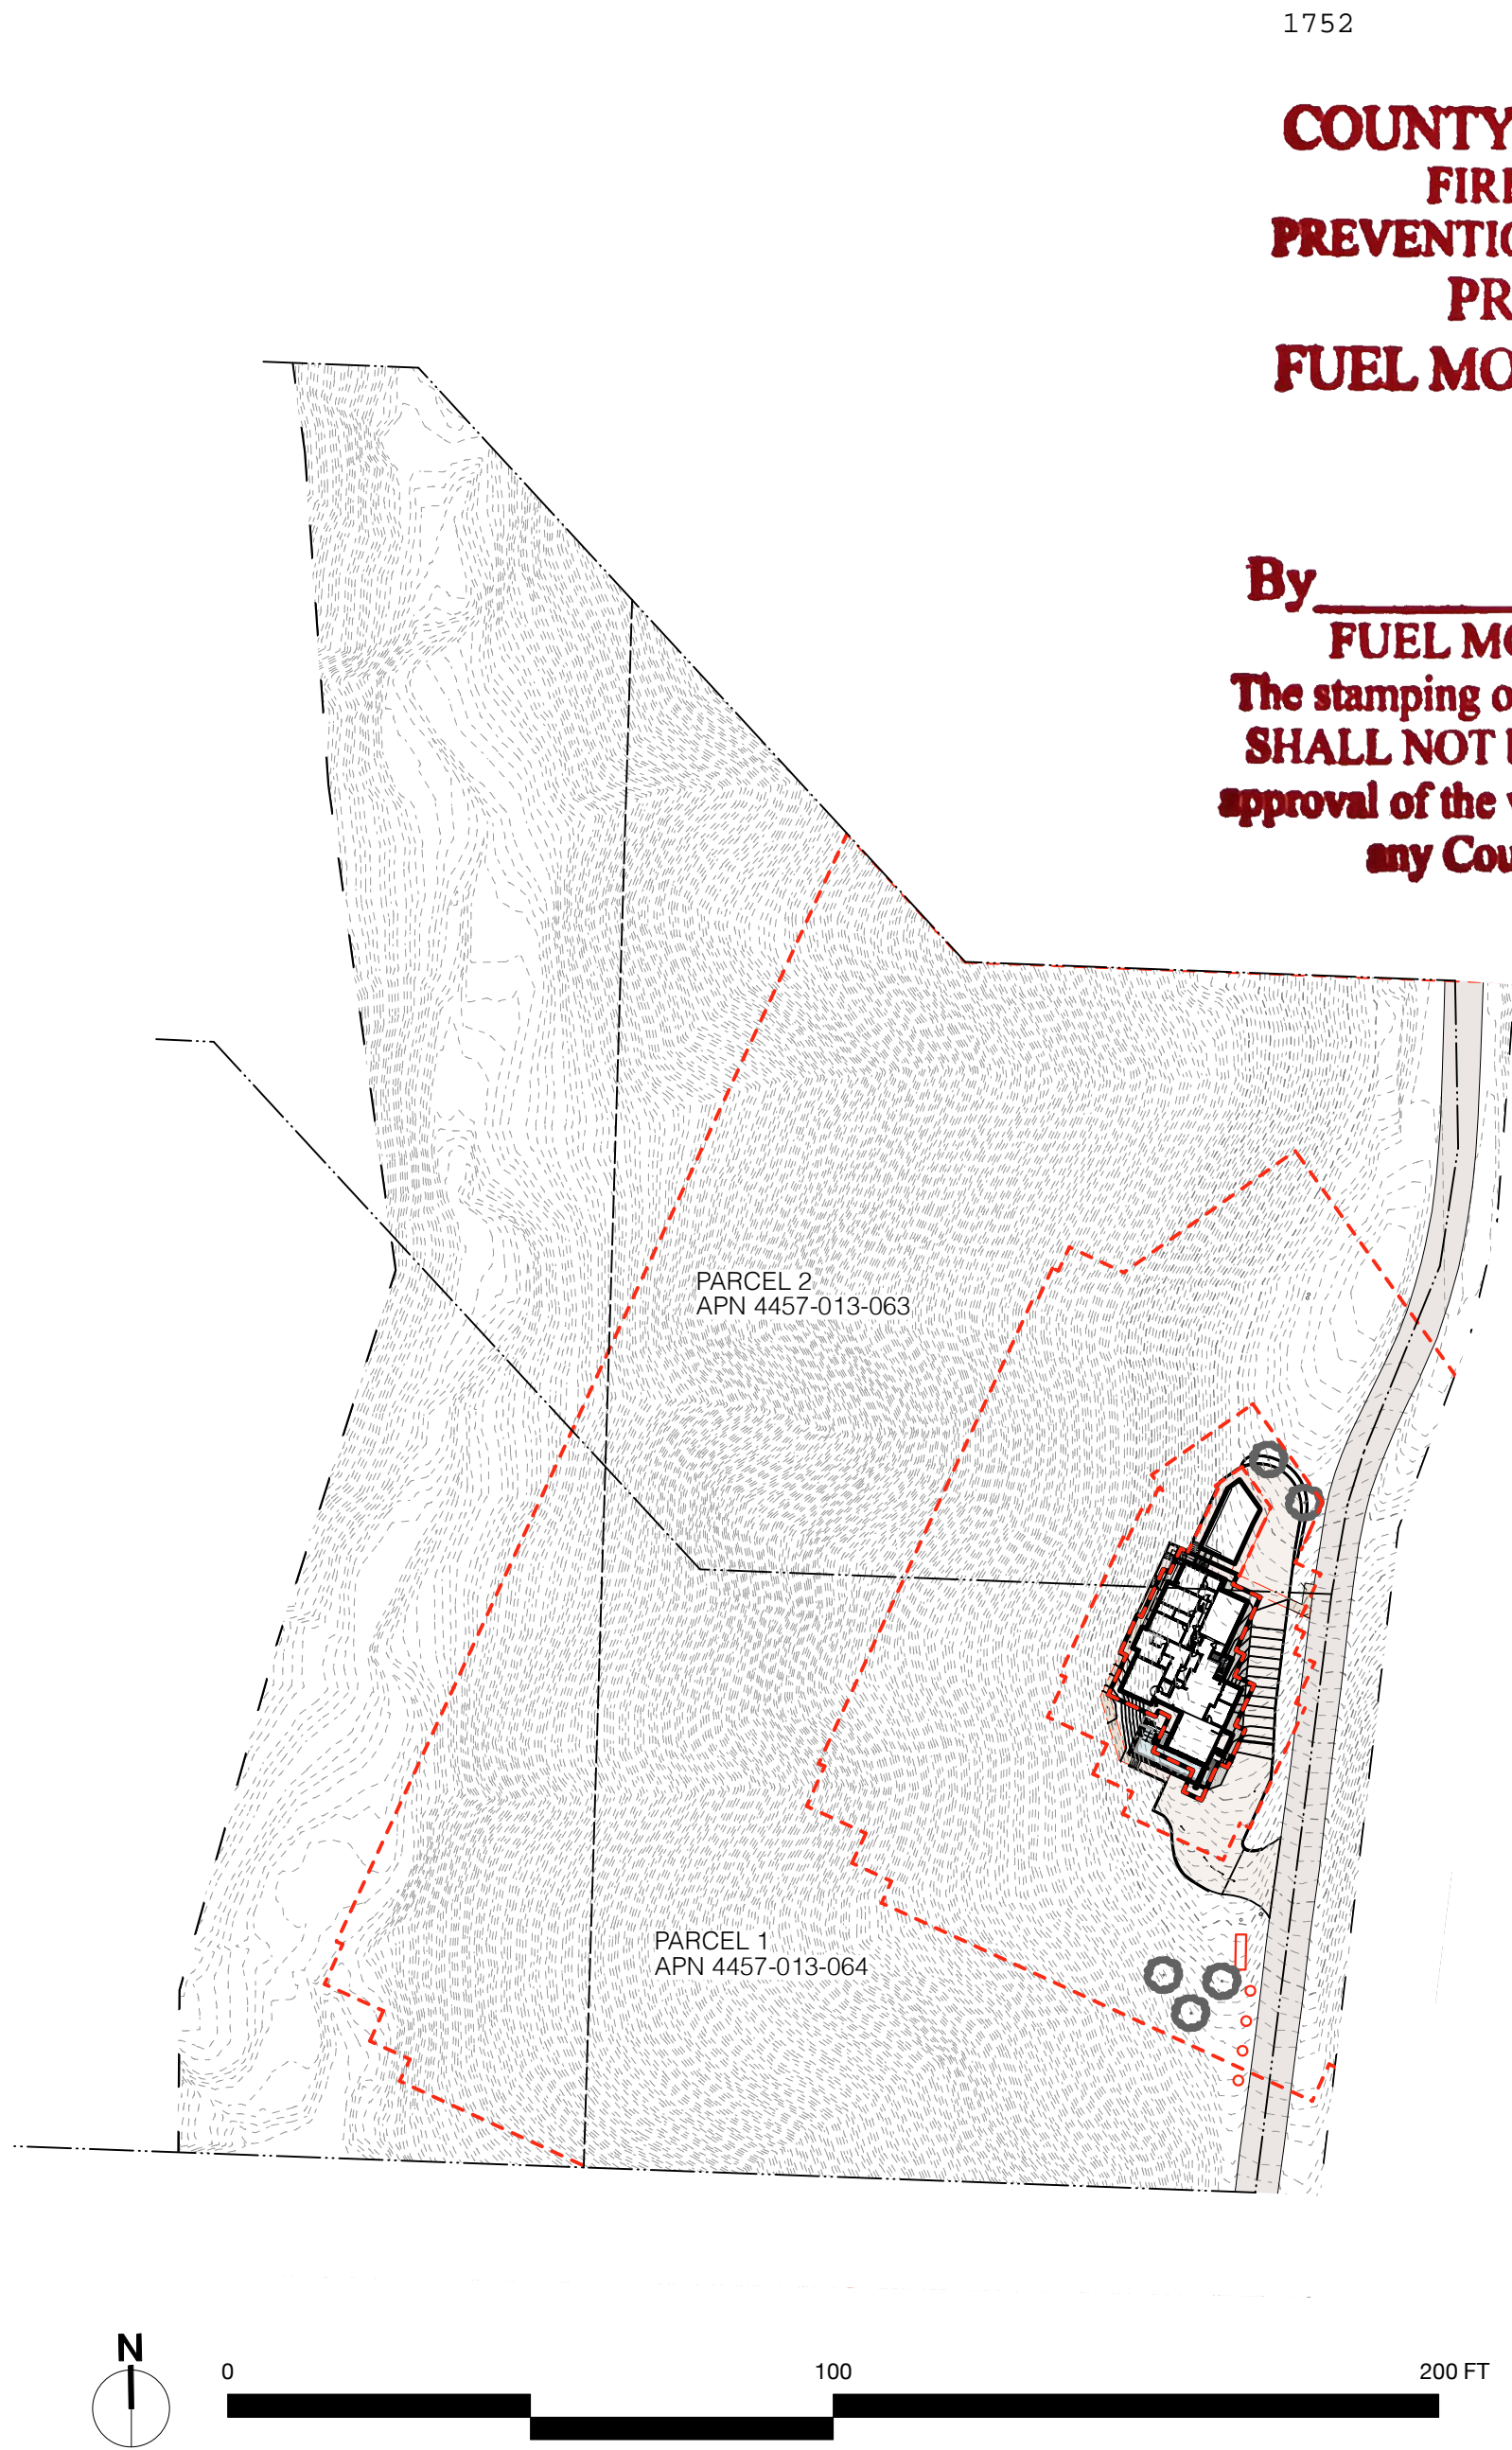 1752
COUNTY
FIR
PREVENTIO
PR
FUEL MO
By
FUEL MO
The stamping o
SHALL NOT
approval of the
any Cou
PARCEL 2
APN 4457-013-063
PARCEL 1
APN 4457-013-064
N
0
100
200 FT